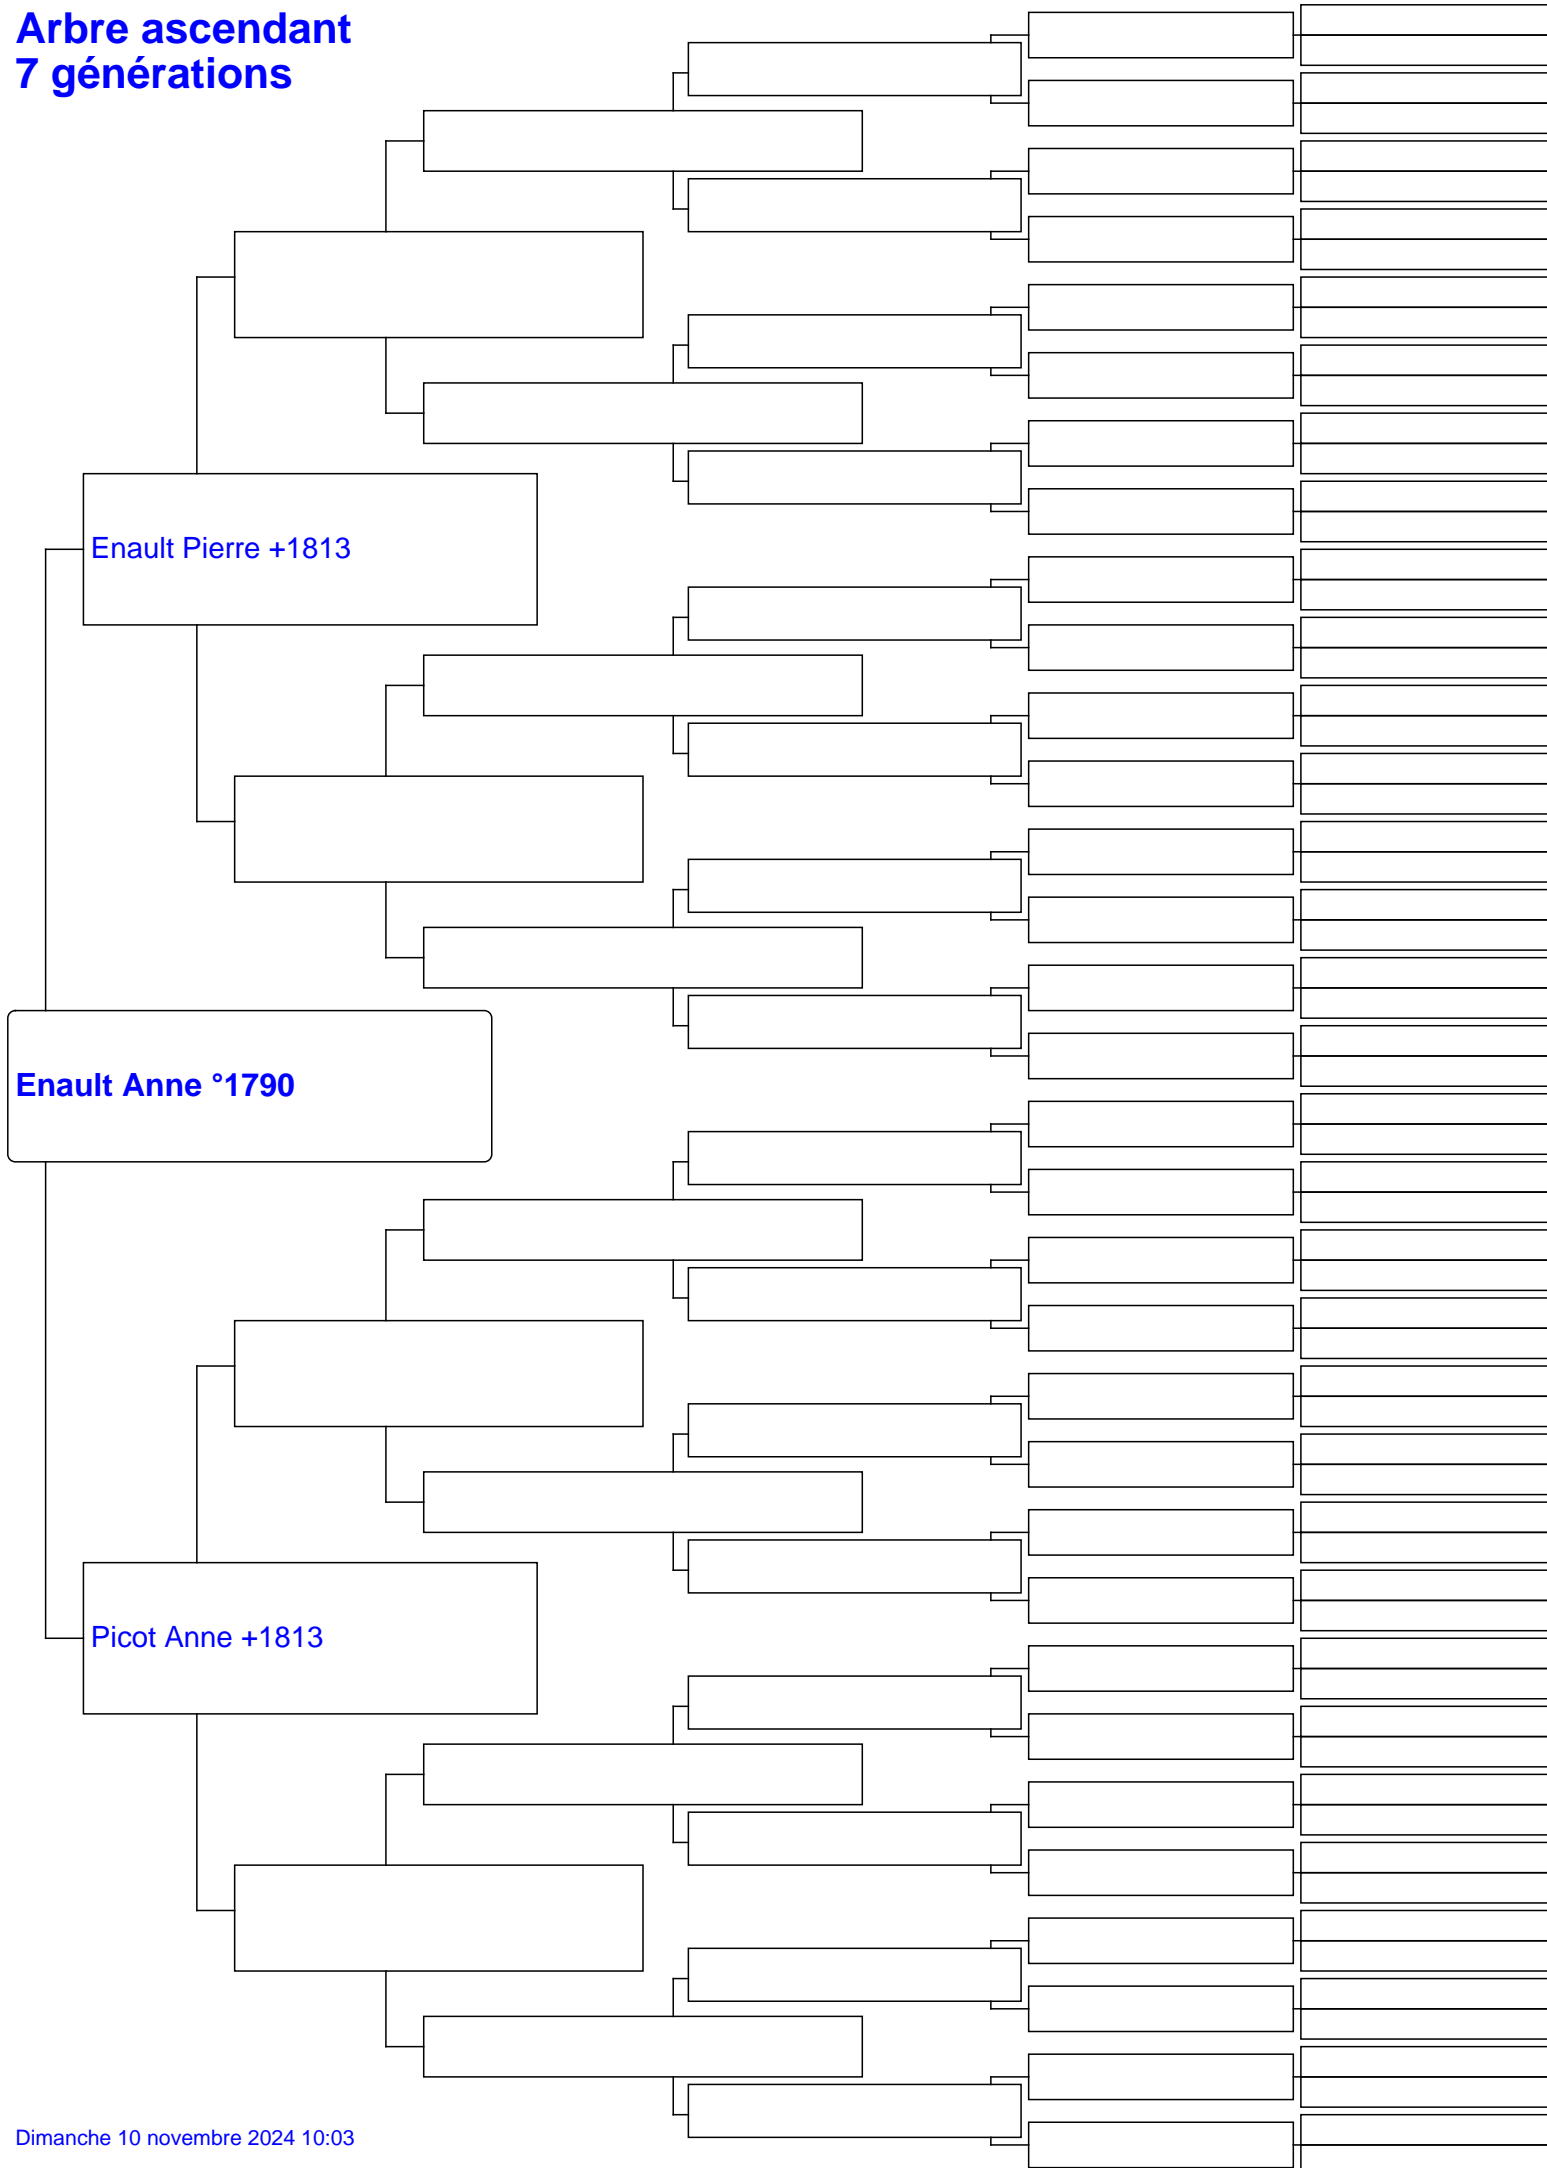 Arbre ascendant
7 générations
Enault Pierre +1813
Enault Anne °1790
Picot Anne +1813
Dimanche 10 novembre 2024 10:03